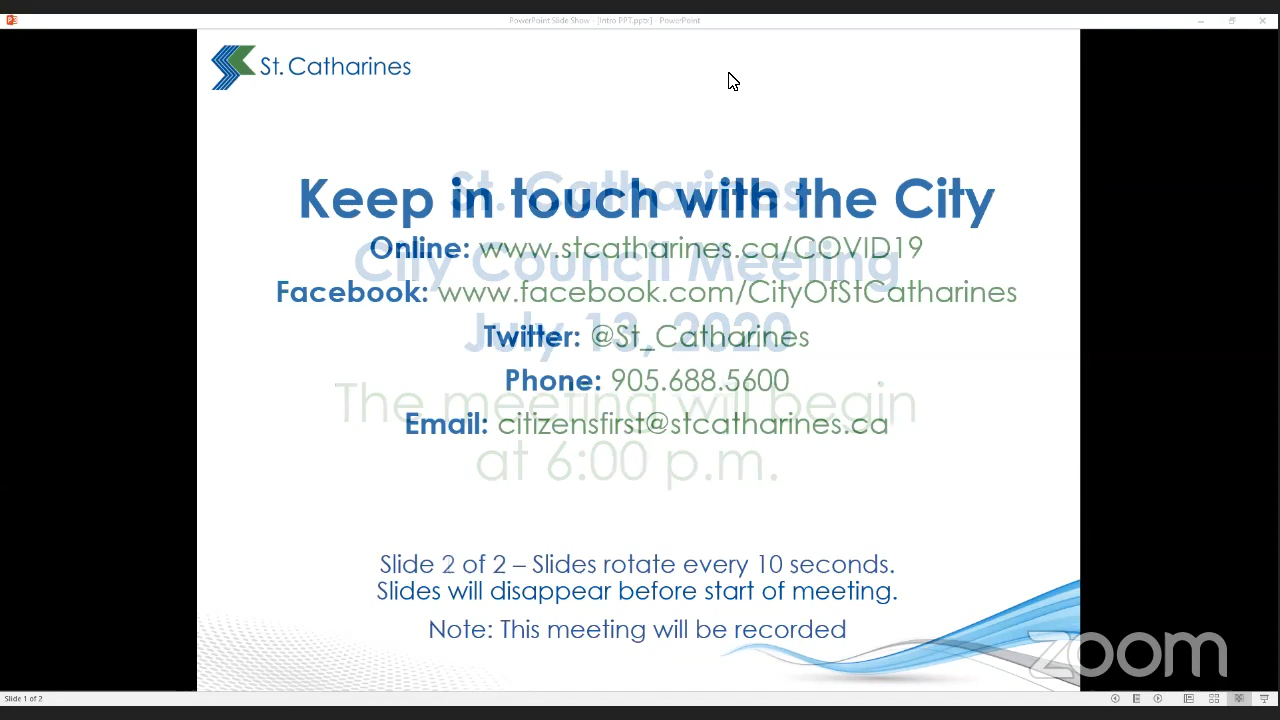 PowerPoint Slide Show - [Intro PPT.pptx] - PowerPoint
St. Catharines
Keep in touch with the City
St. Catharines
Online: www.stcatharines.ca/COVID19
City Council Meeting
Facebook: www.facebook.com/CityOfStCatharines
Twitter: @St_Catharines
July 13, 2020
Phone: 905.688.5600
The meeting will begin
Email: citizensfirst@stcatharines.ca
at 6:00 p.m.
Slide 2 of 2 – Slides rotate every 10 seconds.
Slides will disappear before start of meeting.
Note: This meeting will be recorded
zoom
Slide 1 of 2